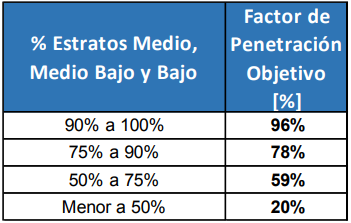 % Estratos Medio,
Medio Bajo y Bajo
Factor de
Penetración
Objetivo
[%]
90% a 100% 96%
75% a 90% 78%
50% a 75% 59%
Menor a 50% 20%